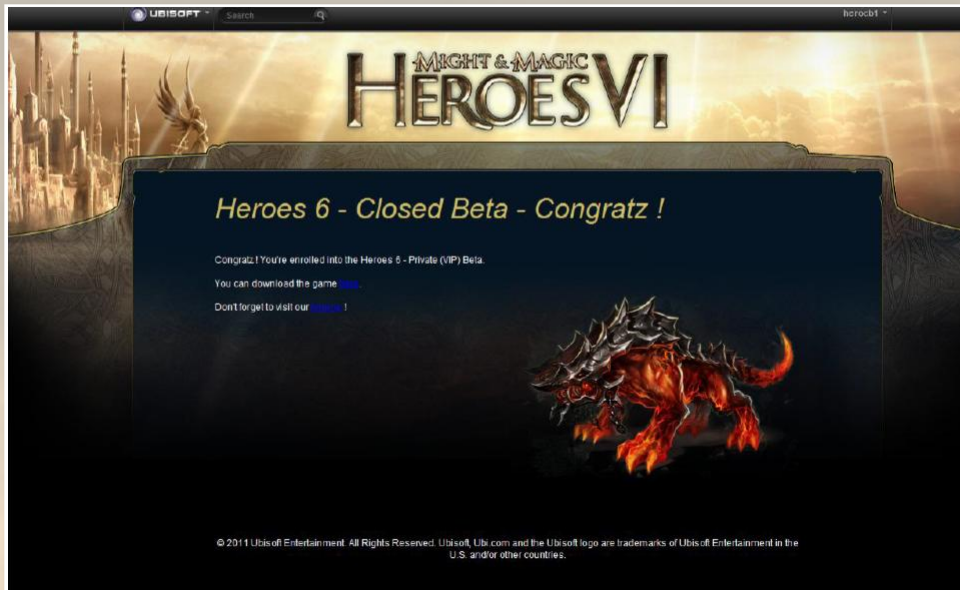 UBISOFT
Search
herocb1
MIGHT & MAGIC
HEROES VI
Heroes 6 - Closed Beta - Congratz !
Congratz ! You're enrolled into the Heroes 6 - Private (VIP) Beta.
You can download the game here.
Don't forget to visit our !
© 2011 Ubisoft Entertainment. All Rights Reserved. Ubisoft, Ubi.com and the Ubisoft logo are trademarks of Ubisoft Entertainment in the
U.S. and/or other countries.